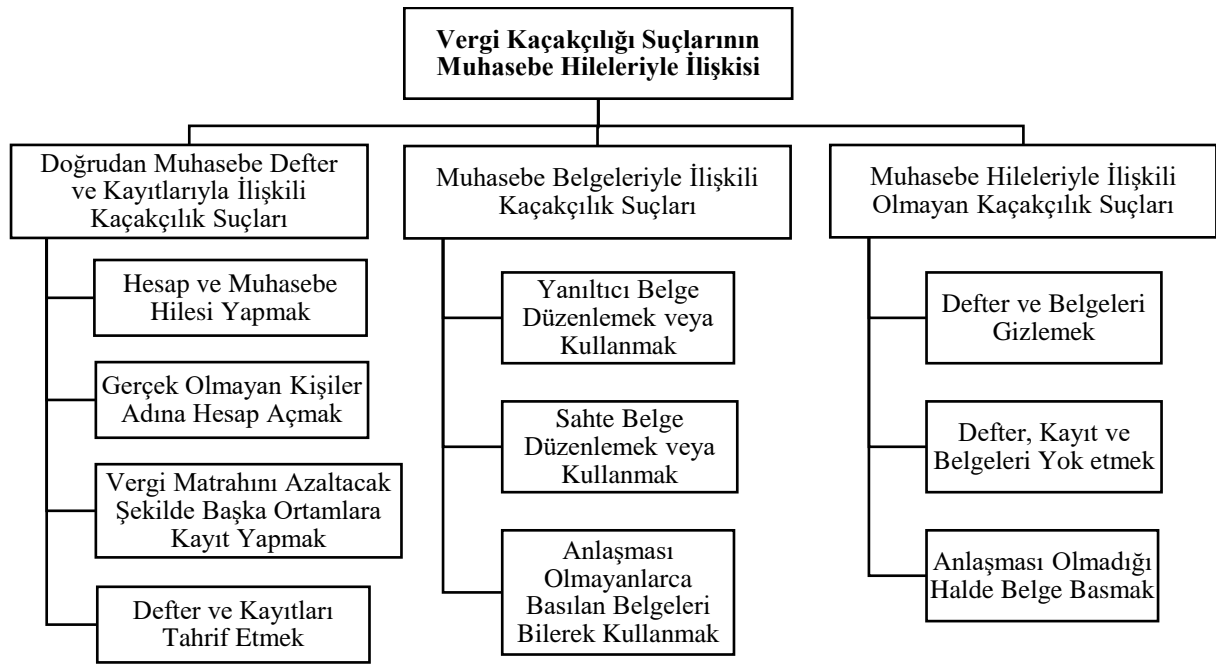 Vergi Kaçakçılığı Suçlarının
Muhasebe Hileleriyle İlişkisi
Doğrudan Muhasebe Defter
ve Kayıtlarıyla İlişkili
Kaçakçılık Suçları
Hesap ve Muhasebe
Hilesi Yapmak
Gerçek Olmayan Kişiler
Adına Hesap Açmak
Vergi Matrahını Azaltacak
Şekilde Başka Ortamlara
Kayıt Yapmak
Defter ve Kayıtları
Tahrif Etmek
Muhasebe Belgeleriyle İlişkili
Kaçakçılık Suçları
Yanıltıcı Belge
Düzenlemek veya
Kullanmak
Sahte Belge
Düzenlemek veya
Kullanmak
Anlaşması
Olmayanlarca
Basılan Belgeleri
Bilerek Kullanmak
Muhasebe Hileleriyle İlişkili
Olmayan Kaçakçılık Suçları
Defter ve Belgeleri
Gizlemek
Defter, Kayıt ve
Belgeleri Yok etmek
Anlaşması Olmadığı
Halde Belge Basmak